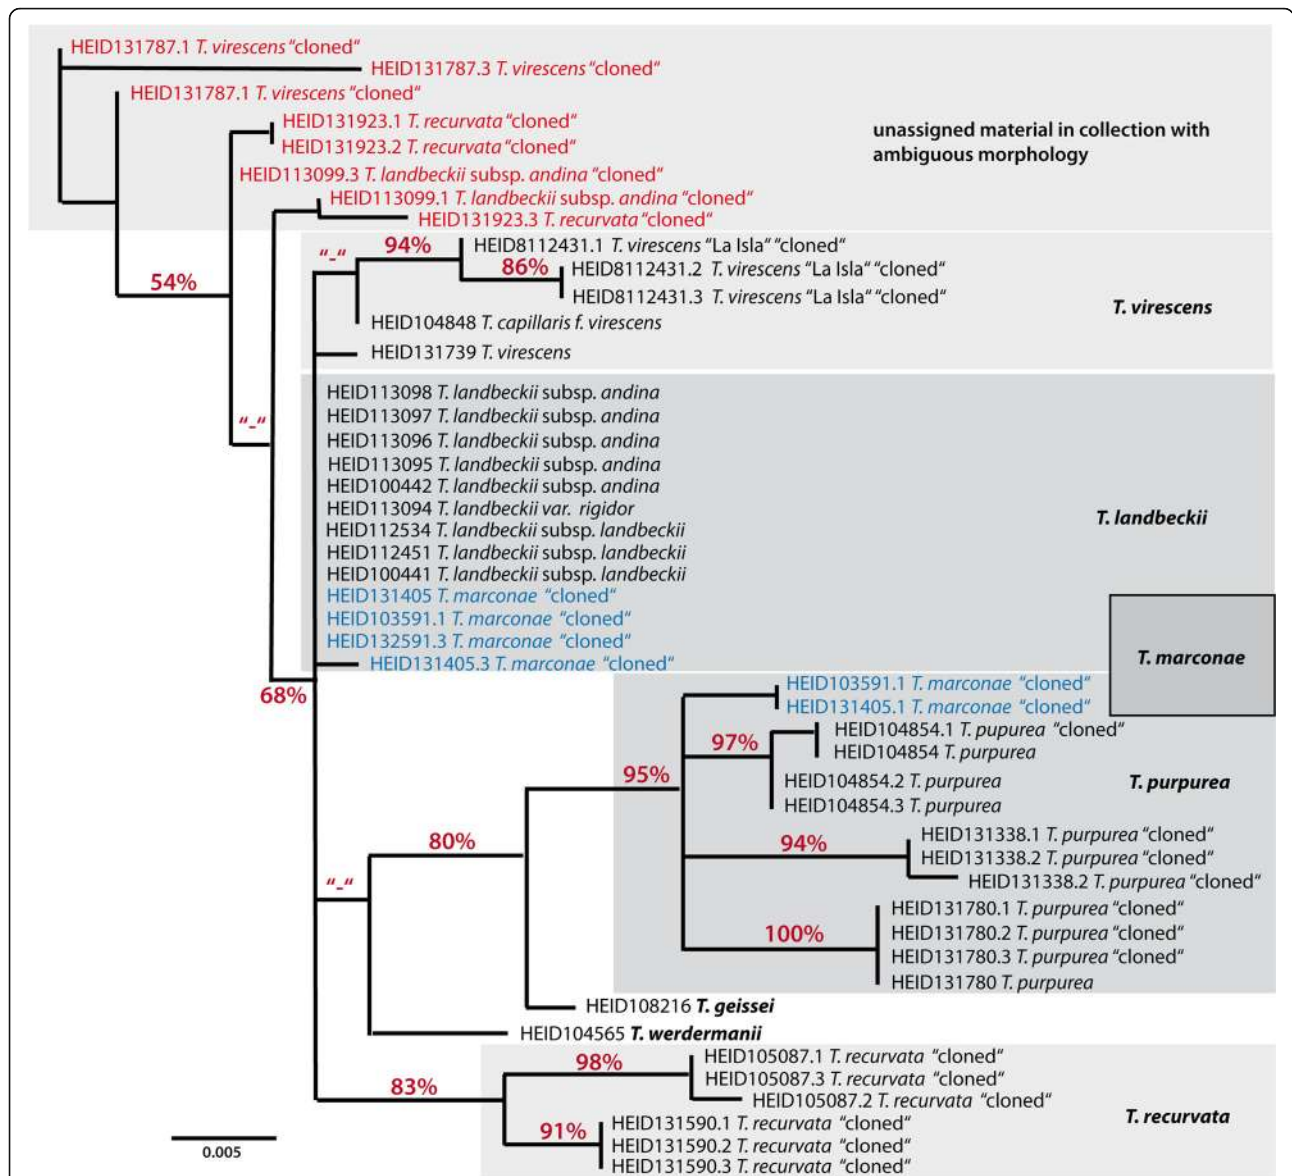 HEID131787.1 T. virescens “cloned“
HEID131787.3 T. virescens “cloned“
HEID131787.1 T. virescens “cloned“
HEID131923.1 T. recurvata “cloned“
HEID131923.2 T. recurvata “cloned“
unassigned material in collection with
ambiguous morphology
HEID113099.3 T. landbeckii subsp. andina “cloned“
HEID113099.1 T. landbeckii subsp. andina “cloned“
HEID131923.3 T. recurvata “cloned“
54%
“-“
94%
HEID8112431.1 T. virescens “La Isla“ “cloned“
86%
HEID8112431.2 T. virescens “La Isla“ “cloned“
HEID8112431.3 T. virescens “La Isla“ “cloned“
T. virescens
HEID104848 T. capillaris f. virescens
HEID131739 T. virescens
“-“
HEID113098 T. landbeckii subsp. andina
HEID113097 T. landbeckii subsp. andina
HEID113096 T. landbeckii subsp. andina
HEID113095 T. landbeckii subsp. andina
HEID100442 T. landbeckii subsp. andina
HEID113094 T. landbeckii var. rigidor
HEID112534 T. landbeckii subsp. landbeckii
T. landbeckii
HEID112451 T. landbeckii subsp. landbeckii
HEID100441 T. landbeckii subsp. landbeckii
HEID131405 T. marconae “cloned“
HEID103591.1 T. marconae “cloned“
HEID132591.3 T. marconae “cloned“
HEID131405.3 T. marconae “cloned“
T. marconae
68%
HEID103591.1 T. marconae “cloned“
HEID131405.1 T. marconae “cloned“
95%
97%
HEID104854.1 T. pupurea “cloned“
HEID104854 T. purpurea
HEID104854.2 T. purpurea
HEID104854.3 T. purpurea
T. purpurea
80%
94%
HEID131338.1 T. purpurea “cloned“
HEID131338.2 T. purpurea “cloned“
HEID131338.2 T. purpurea “cloned“
“-“
100%
HEID131780.1 T. purpurea “cloned“
HEID131780.2 T. purpurea “cloned“
HEID131780.3 T. purpurea “cloned“
HEID131780 T. purpurea
HEID108216 T. geissei
HEID104565 T. werdermanii
83%
98%
HEID105087.1 T. recurvata “cloned“
HEID105087.3 T. recurvata “cloned“
HEID105087.2 T. recurvata “cloned“
T. recurvata
91%
HEID131590.1 T. recurvata “cloned“
HEID131590.2 T. recurvata “cloned“
HEID131590.3 T. recurvata “cloned“
0.005